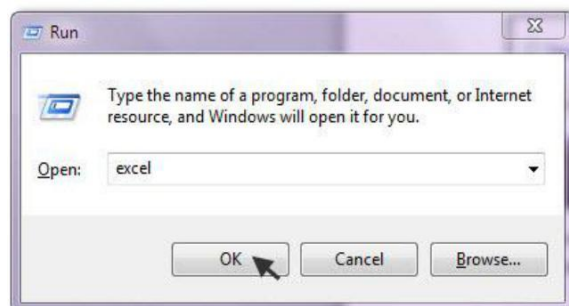 Run
Type the name of a program, folder, document, or Internet
resource, and Windows will open it for you.
Open: excel
OK Cancel Browse...